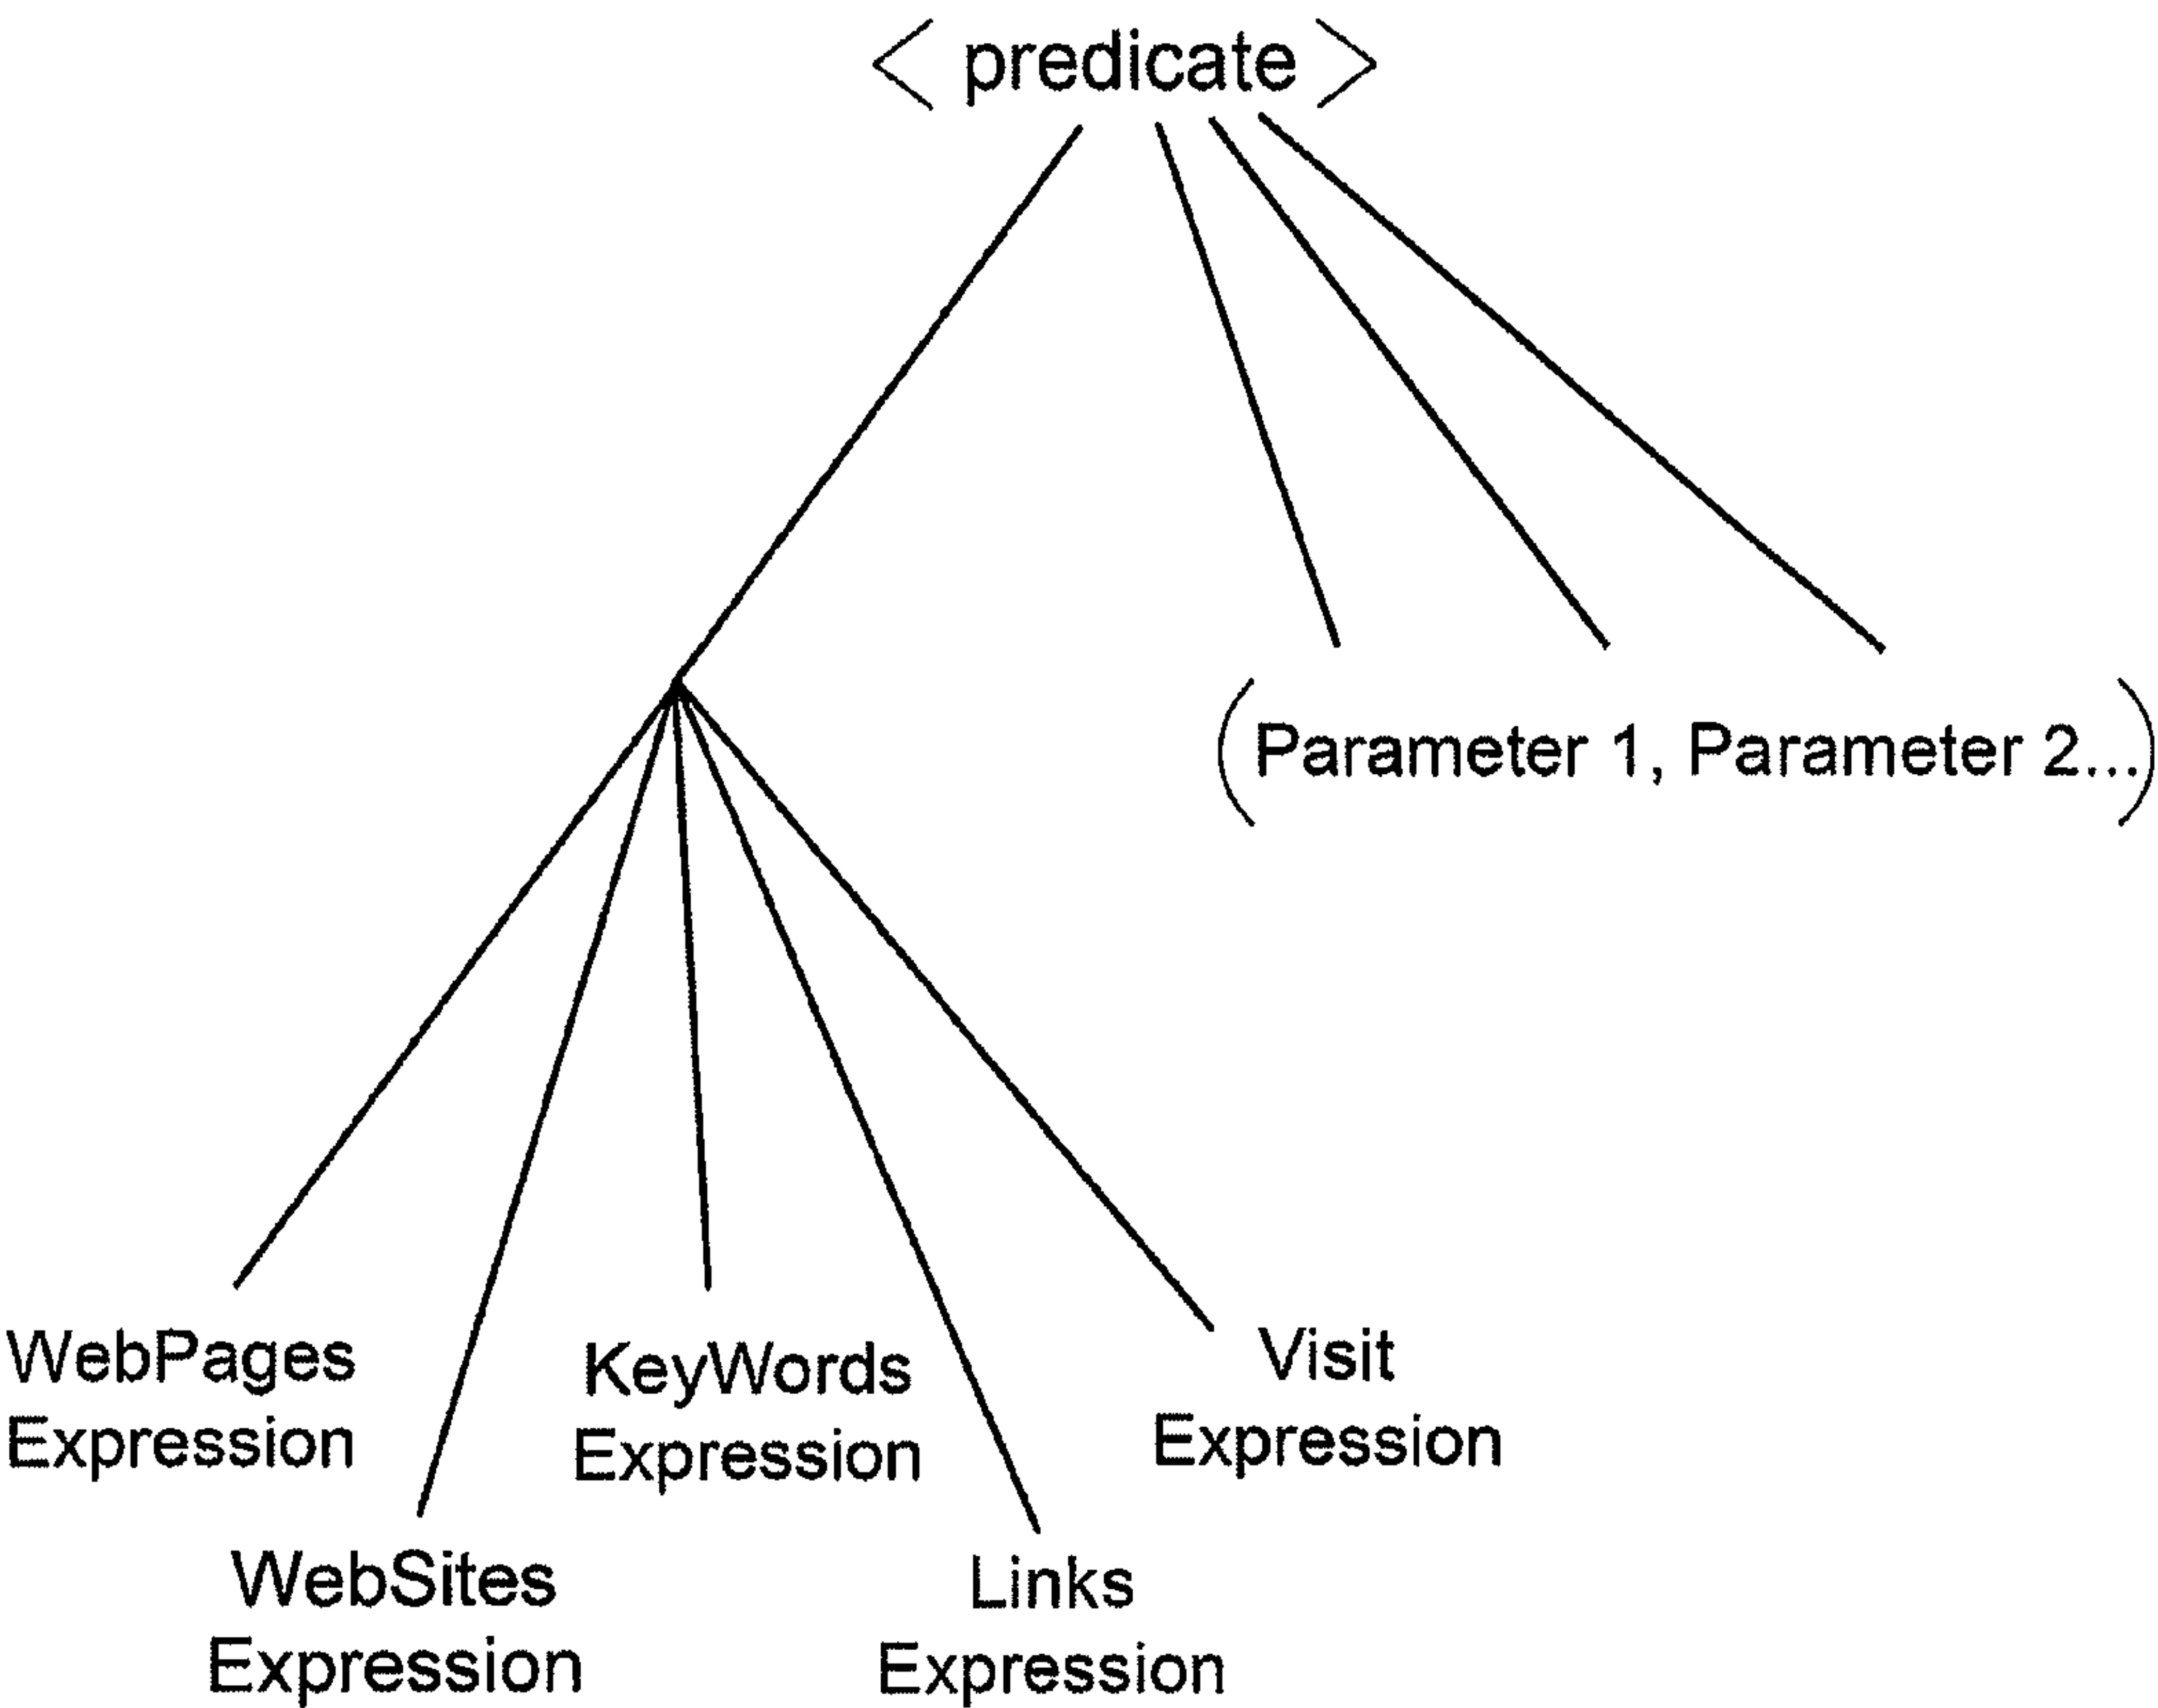 < predicate >
(Parameter 1, Parameter 2...)
WebPages
Expression
KeyWords
Expression
Visit
Expression
WebSites
Expression
Links
Expression